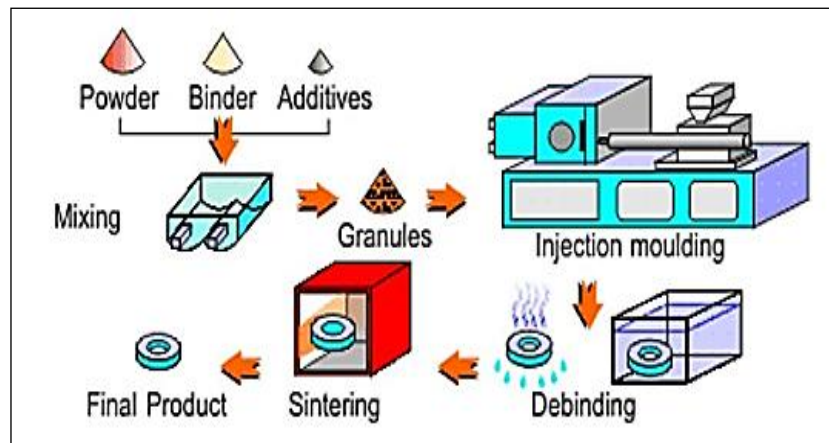 Powder Binder Additives
Mixing
Granules
Injection moulding
Final Product
Sintering
Debinding